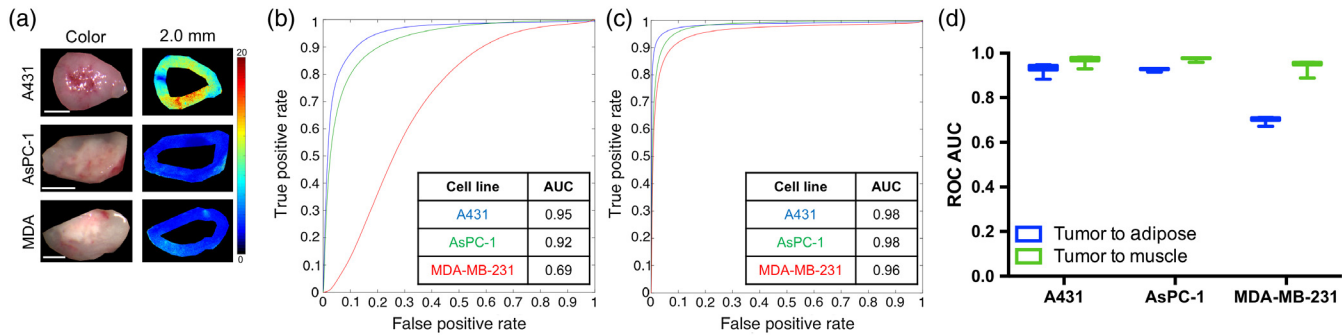 (a)
Color 2.0 mm
A431
AsPC-1
MDA
20
0
(b)
True positive rate
1
0.9
0.8
0.7
0.6
0.5
0.4
0.3
0.2
0.1
0
0 0.1 0.2 0.3 0.4 0.5 0.6 0.7 0.8 0.9 1
False positive rate
Cell line AUC
A431 0.95
AsPC-1 0.92
MDA-MB-231 0.69
(c)
True positive rate
1
0.9
0.8
0.7
0.6
0.5
0.4
0.3
0.2
0.1
0
0 0.1 0.2 0.3 0.4 0.5 0.6 0.7 0.8 0.9 1
False positive rate
Cell line AUC
A431 0.98
AsPC-1 0.98
MDA-MB-231 0.96
(d)
ROC AUC
1.0
0.8
0.6
0.4
0.2
0.0
Tumor to adipose
Tumor to muscle
A431 AsPC-1 MDA-MB-231